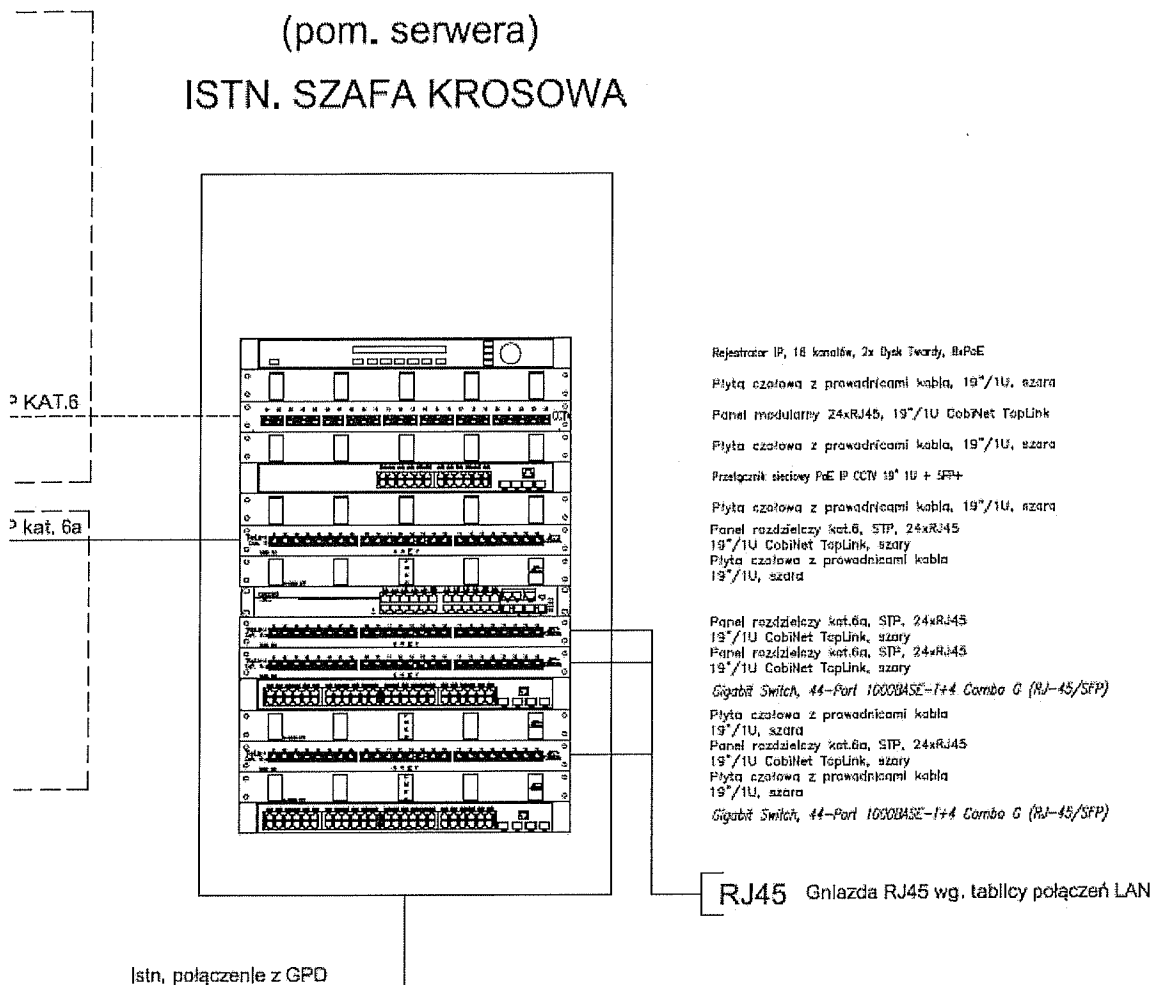 (pom. serwera)
ISTN. SZAFA KROSOWA
Rejestrator IP, 16 kanałów, 2x Dysk Twardy, 8xPoE
Płyta czołowa z prowadnicami kabla, 19"/1U, szara
P KAT.6
Panel modularny 24xRJ45, 19"/1U CobiNet TopLink
Płyta czołowa z prowadnicami kabla, 19"/1U, szara
Przełącznik sieciowy PoE IP CCTV 19" 1U + SFP+
Płyta czołowa z prowadnicami kabla, 19"/1U, szara
P kat. 6a
Panel rozdzielczy kat.6, STP, 24xRJ45
19"/1U CobiNet TopLink, szary
Płyta czołowa z prowadnicami kabla
19"/1U, szara
Panel rozdzielczy kat.6a, STP, 24xRJ45
19"/1U CobiNet TopLink, szary
Panel rozdzielczy kat.6a, STP, 24xRJ45
19"/1U CobiNet TopLink, szary
Gigabit Switch, 44-Port 1000BASE-T+4 Combo G (RJ-45/SFP)
Płyta czołowa z prowadnicami kabla
19"/1U, szara
Panel rozdzielczy kat.6a, STP, 24xRJ45
19"/1U CobiNet TopLink, szary
Płyta czołowa z prowadnicami kabla
19"/1U, szara
Gigabit Switch, 44-Port 1000BASE-T+4 Combo G (RJ-45/SFP)
RJ45 Gniazda RJ45 wg. tabilcy połączeń LAN
Istn. połączenie z GPD